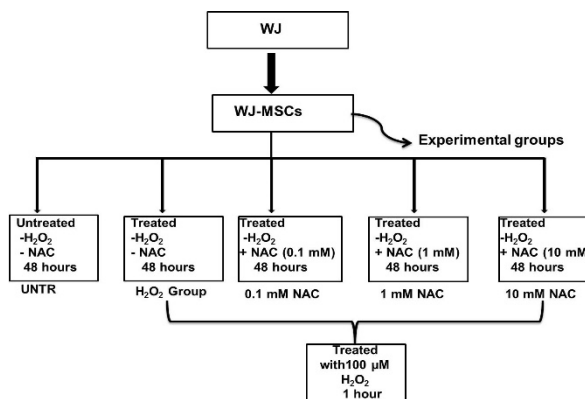 WJ
WJ-MSCs
Experimental groups
Untreated
-H₂O₂
- NAC
48 hours
UNTR
Treated
-H₂O₂
- NAC
48 hours
H₂O₂ Group
Treated
-H₂O₂
+ NAC (0.1 mM)
48 hours
0.1 mM NAC
Treated
-H₂O₂
+ NAC (1 mM)
48 hours
1 mM NAC
Treated
-H₂O₂
+ NAC (10 mM
48 hours
10 mM NAC
Treated
with100 µM
H₂O₂
1 hour